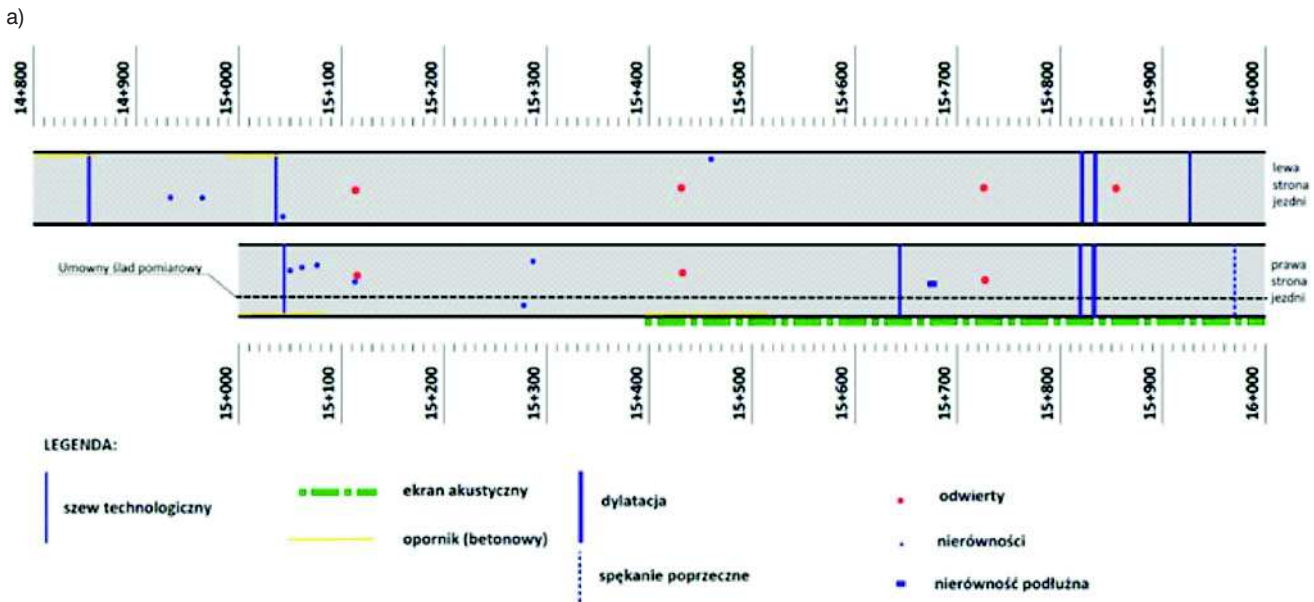 a)
14+800 14+900 15+000 15+100 15+200 15+300 15+400 15+500 15+600 15+700 15+800 15+900 16+000
lewa
strona
jezdni
Umowny ślad pomiarowy
prawa
strona
jezdni
15+000 15+100 15+200 15+300 15+400 15+500 15+600 15+700 15+800 15+900 16+000
LEGENDA:
szew technologiczny
ekran akustyczny
opornik (betonowy)
dylatacja
spękanie poprzeczne
odwierty
nierówności
nierówność podłużna